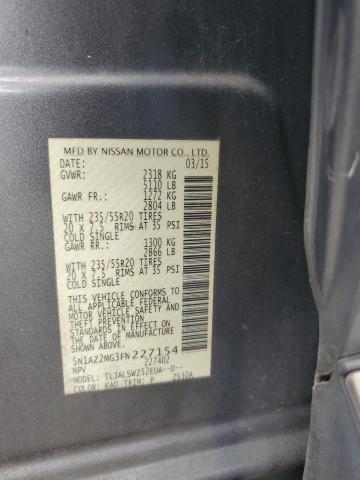 MFD BY NISSAN MOTOR CO., LTD.
DATE: 03/15
GVWR: 2318 KG
5110 LB
GAWR FR.: 1272 KG
2804 LB
WITH 235/55R20 TIRES
20 X 7.5 RIMS AT 35 PSI
COLD SINGLE
GAWR RR.: 1300 KG
2866 LB
WITH 235/55R20 TIRES
20 X 7.5 RIMS AT 35 PSI
COLD SINGLE
THIS VEHICLE CONFORMS TO
ALL APPLICABLE FEDERAL
MOTOR VEHICLE SAFETY, BUMPER,
AND THEFT PREVENTION
STANDARDS IN EFFECT ON THE
DATE OF MANUFACTURE
SHOWN ABOVE.
5N1AZ2MG3FN227154
MPV 227402
MODEL: TLJALSWZ52EUA--D--
COLOR: KAD TRIM: P Z530A